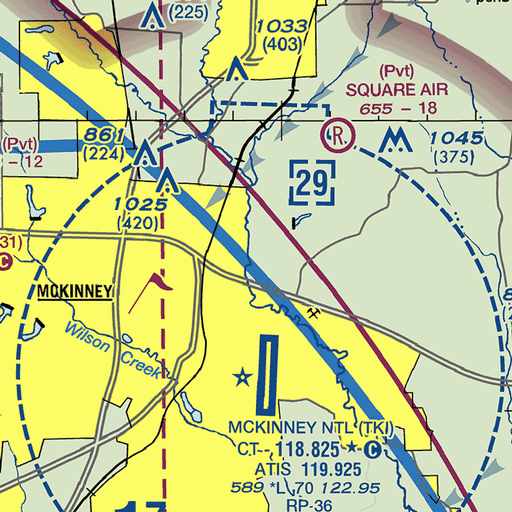 (225)
1033
(403)
(Pvt)
SQUARE AIR
655 - 18
R
1045
(375)
(Pvt)
- 12
861
(224)
29
1025
(420)
31)
C
MCKINNEY
Wilson Creek
MCKINNEY NTL (TKI)
CT - 118.825 ★ C
ATIS 119.925
589 *L 70 122.95
RP-36